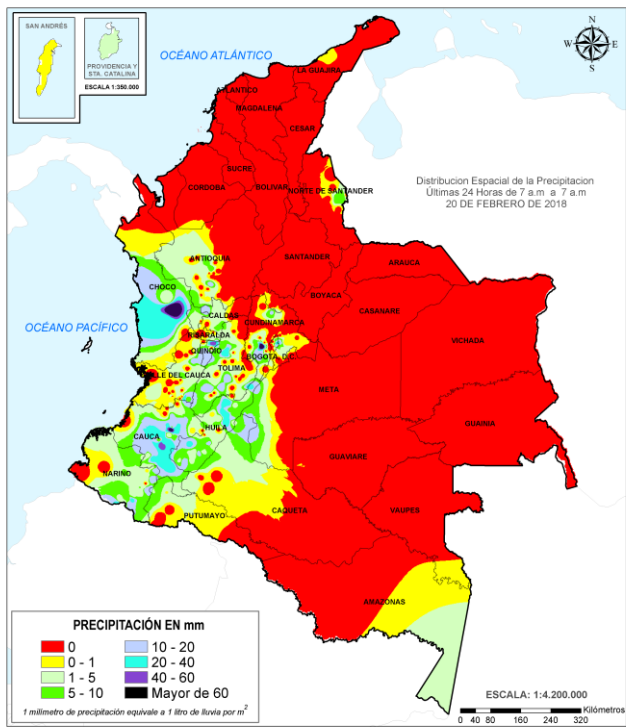 SAN ANDRÉS
PROVIDENCIA Y
STA. CATALINA
ESCALA 1:350.000
OCÉANO ATLÁNTICO
N
W
E
S
LA GUAJIRA
ATLANTICO
MAGDALENA
CESAR
SUCRE
CORDOBA
BOLIVAR
NORTE DE SANTANDER
Distribucion Espacial de la Precipitacion
Últimas 24 Horas de 7 a.m a 7 a.m
20 DE FEBRERO DE 2018
ANTIOQUIA
SANTANDER
ARAUCA
CHOCO
BOYACA
CASANARE
OCÉANO PACÍFICO
CALDAS
CUNDINAMARCA
RISARALDA
VICHADA
QUINDIO
BOGOTA, D.C.
TOLIMA
VALLE DEL CAUCA
META
GUAINIA
HUILA
CAUCA
GUAVIARE
NARIÑO
PUTUMAYO
CAQUETA
VAUPES
AMAZONAS
PRECIPITACIÓN EN mm
0
0 - 1
1 - 5
5 - 10
10 - 20
20 - 40
40 - 60
Mayor de 60
1 milimetro de precipitación equivale a 1 litro de lluvia por m²
ESCALA: 1:4.200.000
Kilómetros
0 40 80 160 240 320